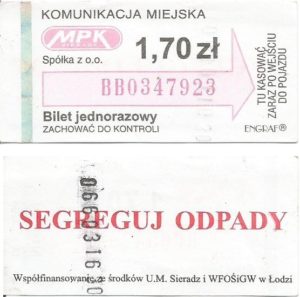 KOMUNIKACJA MIEJSKA
MPK
1,70 zł
Spółka z o.o.
BB0347923
Bilet jednorazowy
ZACHOWAĆ DO KONTROLI
ENGRAF®
TU KASOWAĆ
ZARAZ PO WEJŚCIU
DO POJAZDU
SEGREGUJ ODPADY
Współfinansowanie ze środków U.M. Sieradz i WFOŚiGW w Łodzi